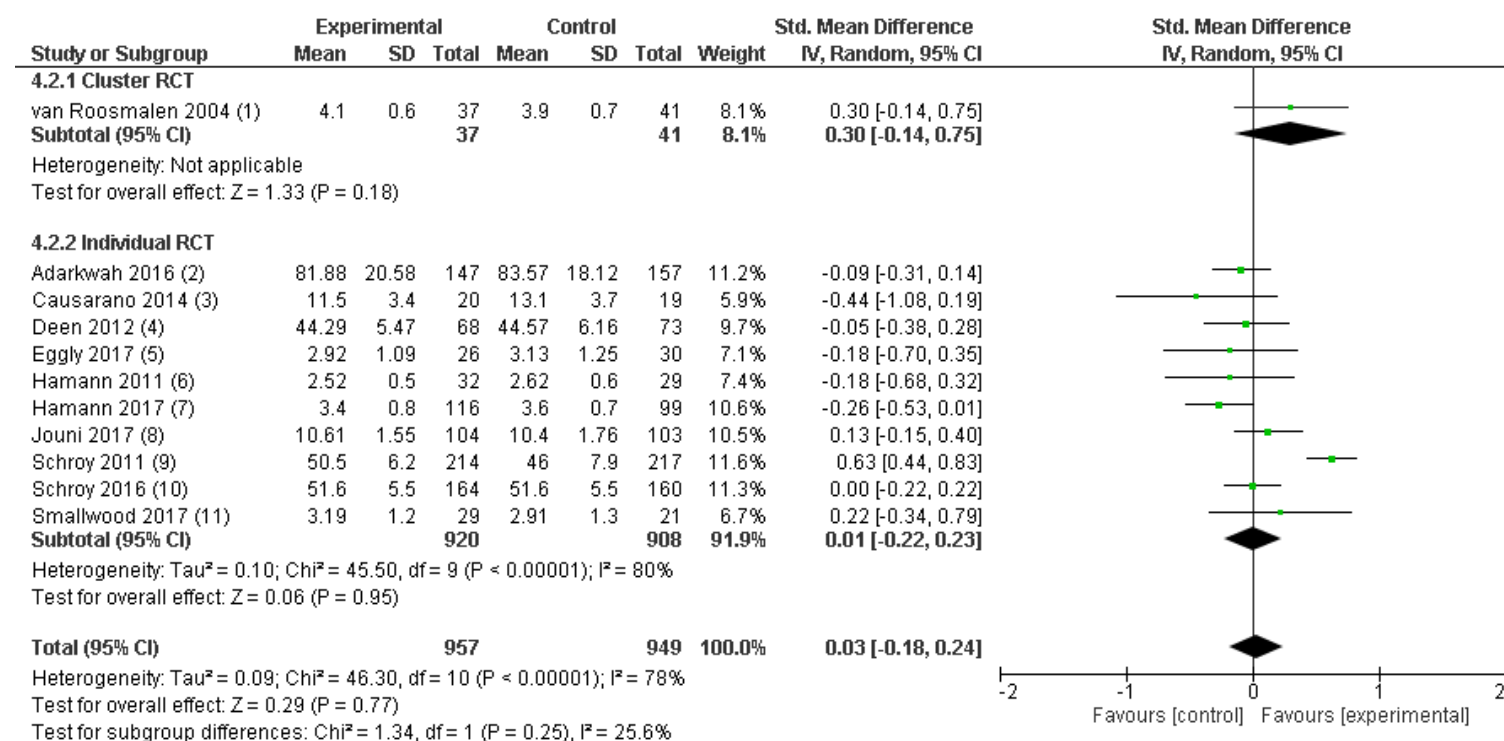 Experimental Control Std. Mean Difference Std. Mean Difference
Study or Subgroup Mean SD Total Mean SD Total Weight IV, Random, 95% CI IV, Random, 95% CI
4.2.1 Cluster RCT
van Roosmalen 2004 (1) 4.1 0.6 37 3.9 0.7 41 8.1% 0.30 [-0.14, 0.75]
Subtotal (95% CI) 37 41 8.1% 0.30 [-0.14, 0.75]
Heterogeneity: Not applicable
Test for overall effect: Z = 1.33 (P = 0.18)
4.2.2 Individual RCT
Adarkwah 2016 (2) 81.88 20.58 147 83.57 18.12 157 11.2% -0.09 [-0.31, 0.14]
Causarano 2014 (3) 11.5 3.4 20 13.1 3.7 19 5.9% -0.44 [-1.08, 0.19]
Deen 2012 (4) 44.29 5.47 68 44.57 6.16 73 9.7% -0.05 [-0.38, 0.28]
Eggly 2017 (5) 2.92 1.09 26 3.13 1.25 30 7.1% -0.18 [-0.70, 0.35]
Hamann 2011 (6) 2.52 0.5 32 2.62 0.6 29 7.4% -0.18 [-0.68, 0.32]
Hamann 2017 (7) 3.4 0.8 116 3.6 0.7 99 10.6% -0.26 [-0.53, 0.01]
Jouni 2017 (8) 10.61 1.55 104 10.4 1.76 103 10.5% 0.13 [-0.15, 0.40]
Schroy 2011 (9) 50.5 6.2 214 46 7.9 217 11.6% 0.63 [0.44, 0.83]
Schroy 2016 (10) 51.6 5.5 164 51.6 5.5 160 11.3% 0.00 [-0.22, 0.22]
Smallwood 2017 (11) 3.19 1.2 29 2.91 1.3 21 6.7% 0.22 [-0.34, 0.79]
Subtotal (95% CI) 920 908 91.9% 0.01 [-0.22, 0.23]
Heterogeneity: Tau² = 0.10; Chi² = 45.50, df = 9 (P < 0.00001); I² = 80%
Test for overall effect: Z = 0.06 (P = 0.95)
Total (95% CI) 957 949 100.0% 0.03 [-0.18, 0.24]
Heterogeneity: Tau² = 0.09; Chi² = 46.30, df = 10 (P < 0.00001); I² = 78%
Test for overall effect: Z = 0.29 (P = 0.77)
Test for subgroup differences: Chi² = 1.34, df = 1 (P = 0.25), I² = 25.6%
-2 -1 0 1 2
Favours [control] Favours [experimental]